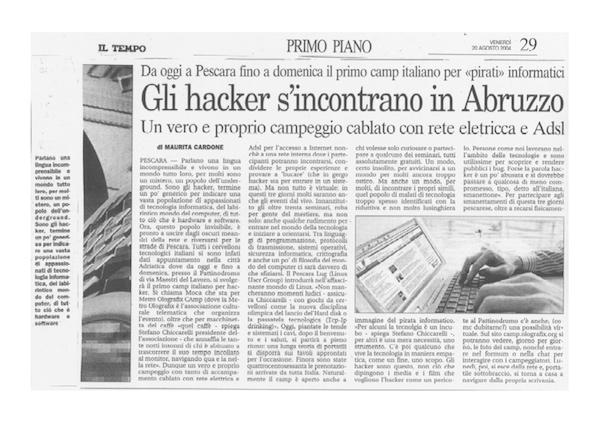 IL TEMPO
PRIMO PIANO
VENERDÌ
20 AGOSTO 2004
29
Da oggi a Pescara fino a domenica il primo camp italiano per «pirati» informatici
Gli hacker s'incontrano in Abruzzo
Un vero e proprio campeggio cablato con rete eletricca e Adsl
Parlano una
lingua
incomprensibile e
vivono in un
mondo tutto
loro, per molti
sono un mistero,
un popolo
dell'underground.
Sono gli hacker,
termine
un po' generico
per indicare
una vasta
popolazione
di appassionati
di tecnologia
informatica,
del labirintico
mondo
del computer,
di tutto
ciò che è
hardware e
software
di MAURITA CARDONE
PESCARA — Parlano una lingua
incomprensibile e vivono in un
mondo tutto loro, per molti sono
un mistero, un popolo dell'underground.
Sono gli hacker, termine
un po' generico per indicare una
vasta popolazione di appassionati
di tecnologia informatica, del labirintico
mondo del computer, di tutto
ciò che è hardware e software.
Ora, questo popolo invisibile, è
pronto a uscire dagli oscuri meandri
della rete e riversarsi per le
strade di Pescara. Tutti i cervelloni
tecnologici italiani si sono infatti
dati appuntamento nella città
Adriatica dove da oggi e fino a
domenica, presso il Pattinodromo
di via Maestri del Lavoro, si svolgerà
il primo camp italiano per hacker.
Si chiama Moca che sta per
Metro Olografix CAmp (dove la Metro
Olografix è l'associazione culturale
telematica che organizza
l'evento), oltre che per macchinetta
del caffè «quel caffè - spiega
Stefano Chiccarelli presidente dell'associazione
- che annaffia le tante
notti insonni di chi è abituato a
trascorrere il suo tempo incollato
al monitor, navigando qua e là nella
rete». Dunque un vero e proprio
campeggio con tanto di accampamento
cablato con rete elettrica e
Adsl per l'accesso a Internet nonchè
a una rete interna dove i partecipanti
potranno incontrarsi, condividere
le proprie esperienze e
provare a 'bucare' (che in gergo
hacker sta per entrare in un sistema).
Ma non tutto è virtuale: in
questi tre giorni molti saranno anche
gli eventi dal vivo. Innanzitutto
gli oltre trenta seminari, roba
per gente del mestiere, ma non
solo: anche qualche rudimento per
entrare nel mondo della tecnologia
e iniziare a orientarsi. Tra linguaggi
di programmazione, protocolli
di trasmissione, sistemi operativi,
sicurezza informatica, crittografia
e anche un po' di filosofia del mondo
del computer ci sarà davvero di
che sfiziarsi. Il Pescara Lug (Linux
User Group) introdurrà nell'affascinante
mondo di Linux. «Non mancheranno
momenti ludici - assicura
Chiccarelli - con giochi da cervelloni
come la nuova disciplina
olimpica del lancio dell'Hard disk o
la passatela tecnologica (Tcp-Ip
drinking)». Oggi, piantate le tende
e sistemati i cavi, dopo il benvenuto
e i saluti, si partirà a pieno
ritmo: una lunga teoria di portatili
si disporrà sui tavoli approntati
per l'occasione. Finora sono state
quattrocentosessanta le prenotazioni
arrivate da tutta Italia. Naturalmente
il camp è aperto anche a
chi volesse solo curiosare o partecipare
a qualcuno dei seminari, tutti
assolutamente gratuiti. Un modo,
certo insolito, per avvicinarsi a un
mondo per molti ancora troppo
ostico. Ma anche un modo, per
molti, di incontrare i propri simili,
quel popolo di malati di tecnologia
troppo spesso identificati con la
riduttiva e non molto lusinghiera
immagine del pirata informatico.
«Per alcuni la tecnologia è un incubo
- spiega Stefano Chiccarelli -,
per altri è una mera necessità, uno
strumento. C'è poi qualcuno che
vive la tecnologia in maniera empatica,
come un fine, uno scopo. Gli
hacker sono questo, non ciò che
dipingono i media e i film che
vogliono l'hacker come un pericolo.
Persone come noi lavorano nell'ambito
della tecnologia e sono
utilissime per scoprire e rendere
pubblici i bug. Forse la parola hacker
è un po' abusata e si dovrebbe
passare a qualcosa di meno compromesso,
tipo, detto all'italiana,
smanettone». Per partecipare agli
smanettamenti di questa tre giorni
pescarese, oltre a recarsi fisicamente
al Pattinodromo c'è anche,
(come dubitarne?) una possibilità virtuale.
Sul sito camp.olografix.org si
potranno vedere, giorno per giorno,
le foto del camp, nonché entrare
nel forum o nella chat per
interagire con i campeggiatori. Lunedì,
poi, si esce dalla rete e, portatile
sottobraccio, si torna a casa a
navigare dalla propria scrivania.